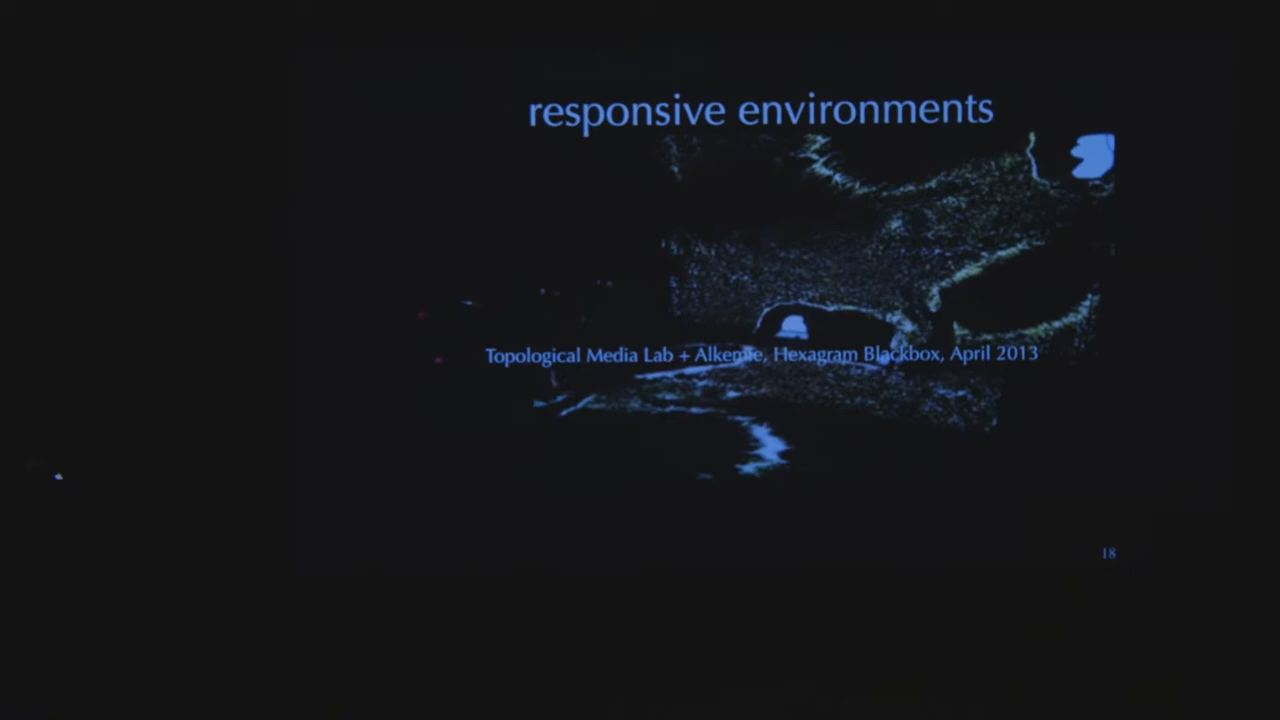 responsive environments
Topological Media Lab + Alkemie, Hexagram Blackbox, April 2013
18